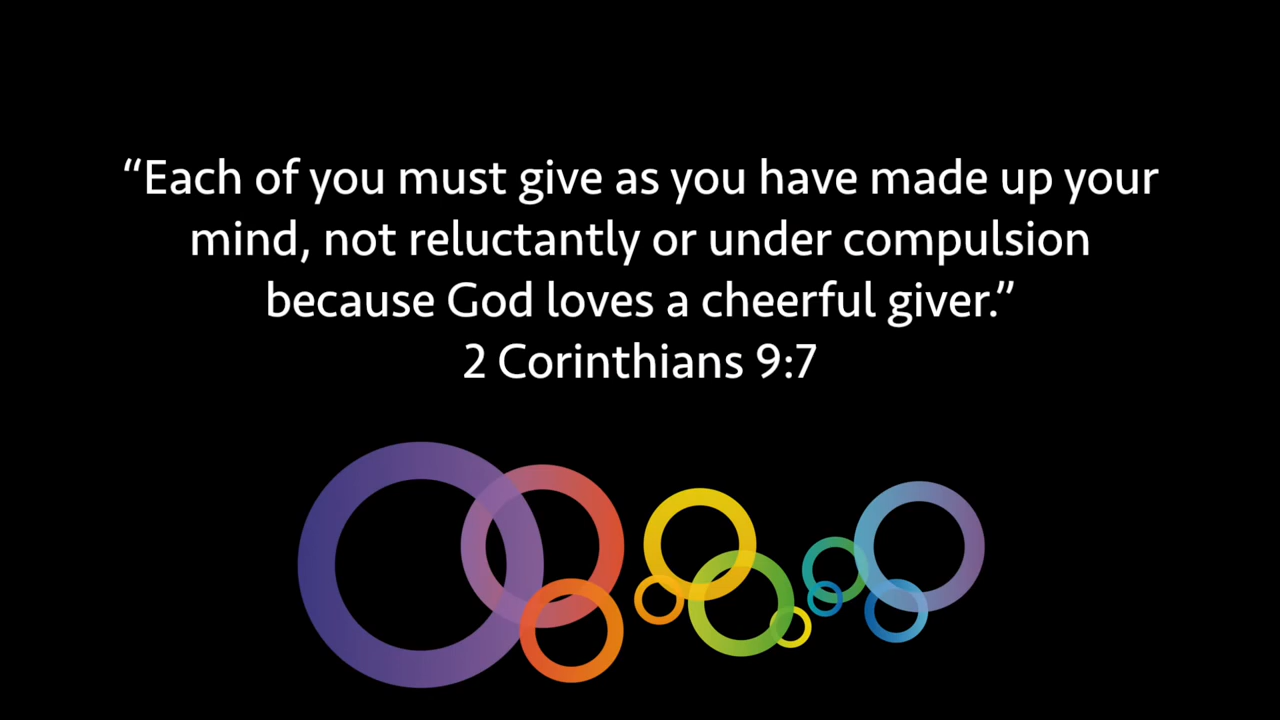 “Each of you must give as you have made up your
mind, not reluctantly or under compulsion
because God loves a cheerful giver.”
2 Corinthians 9:7